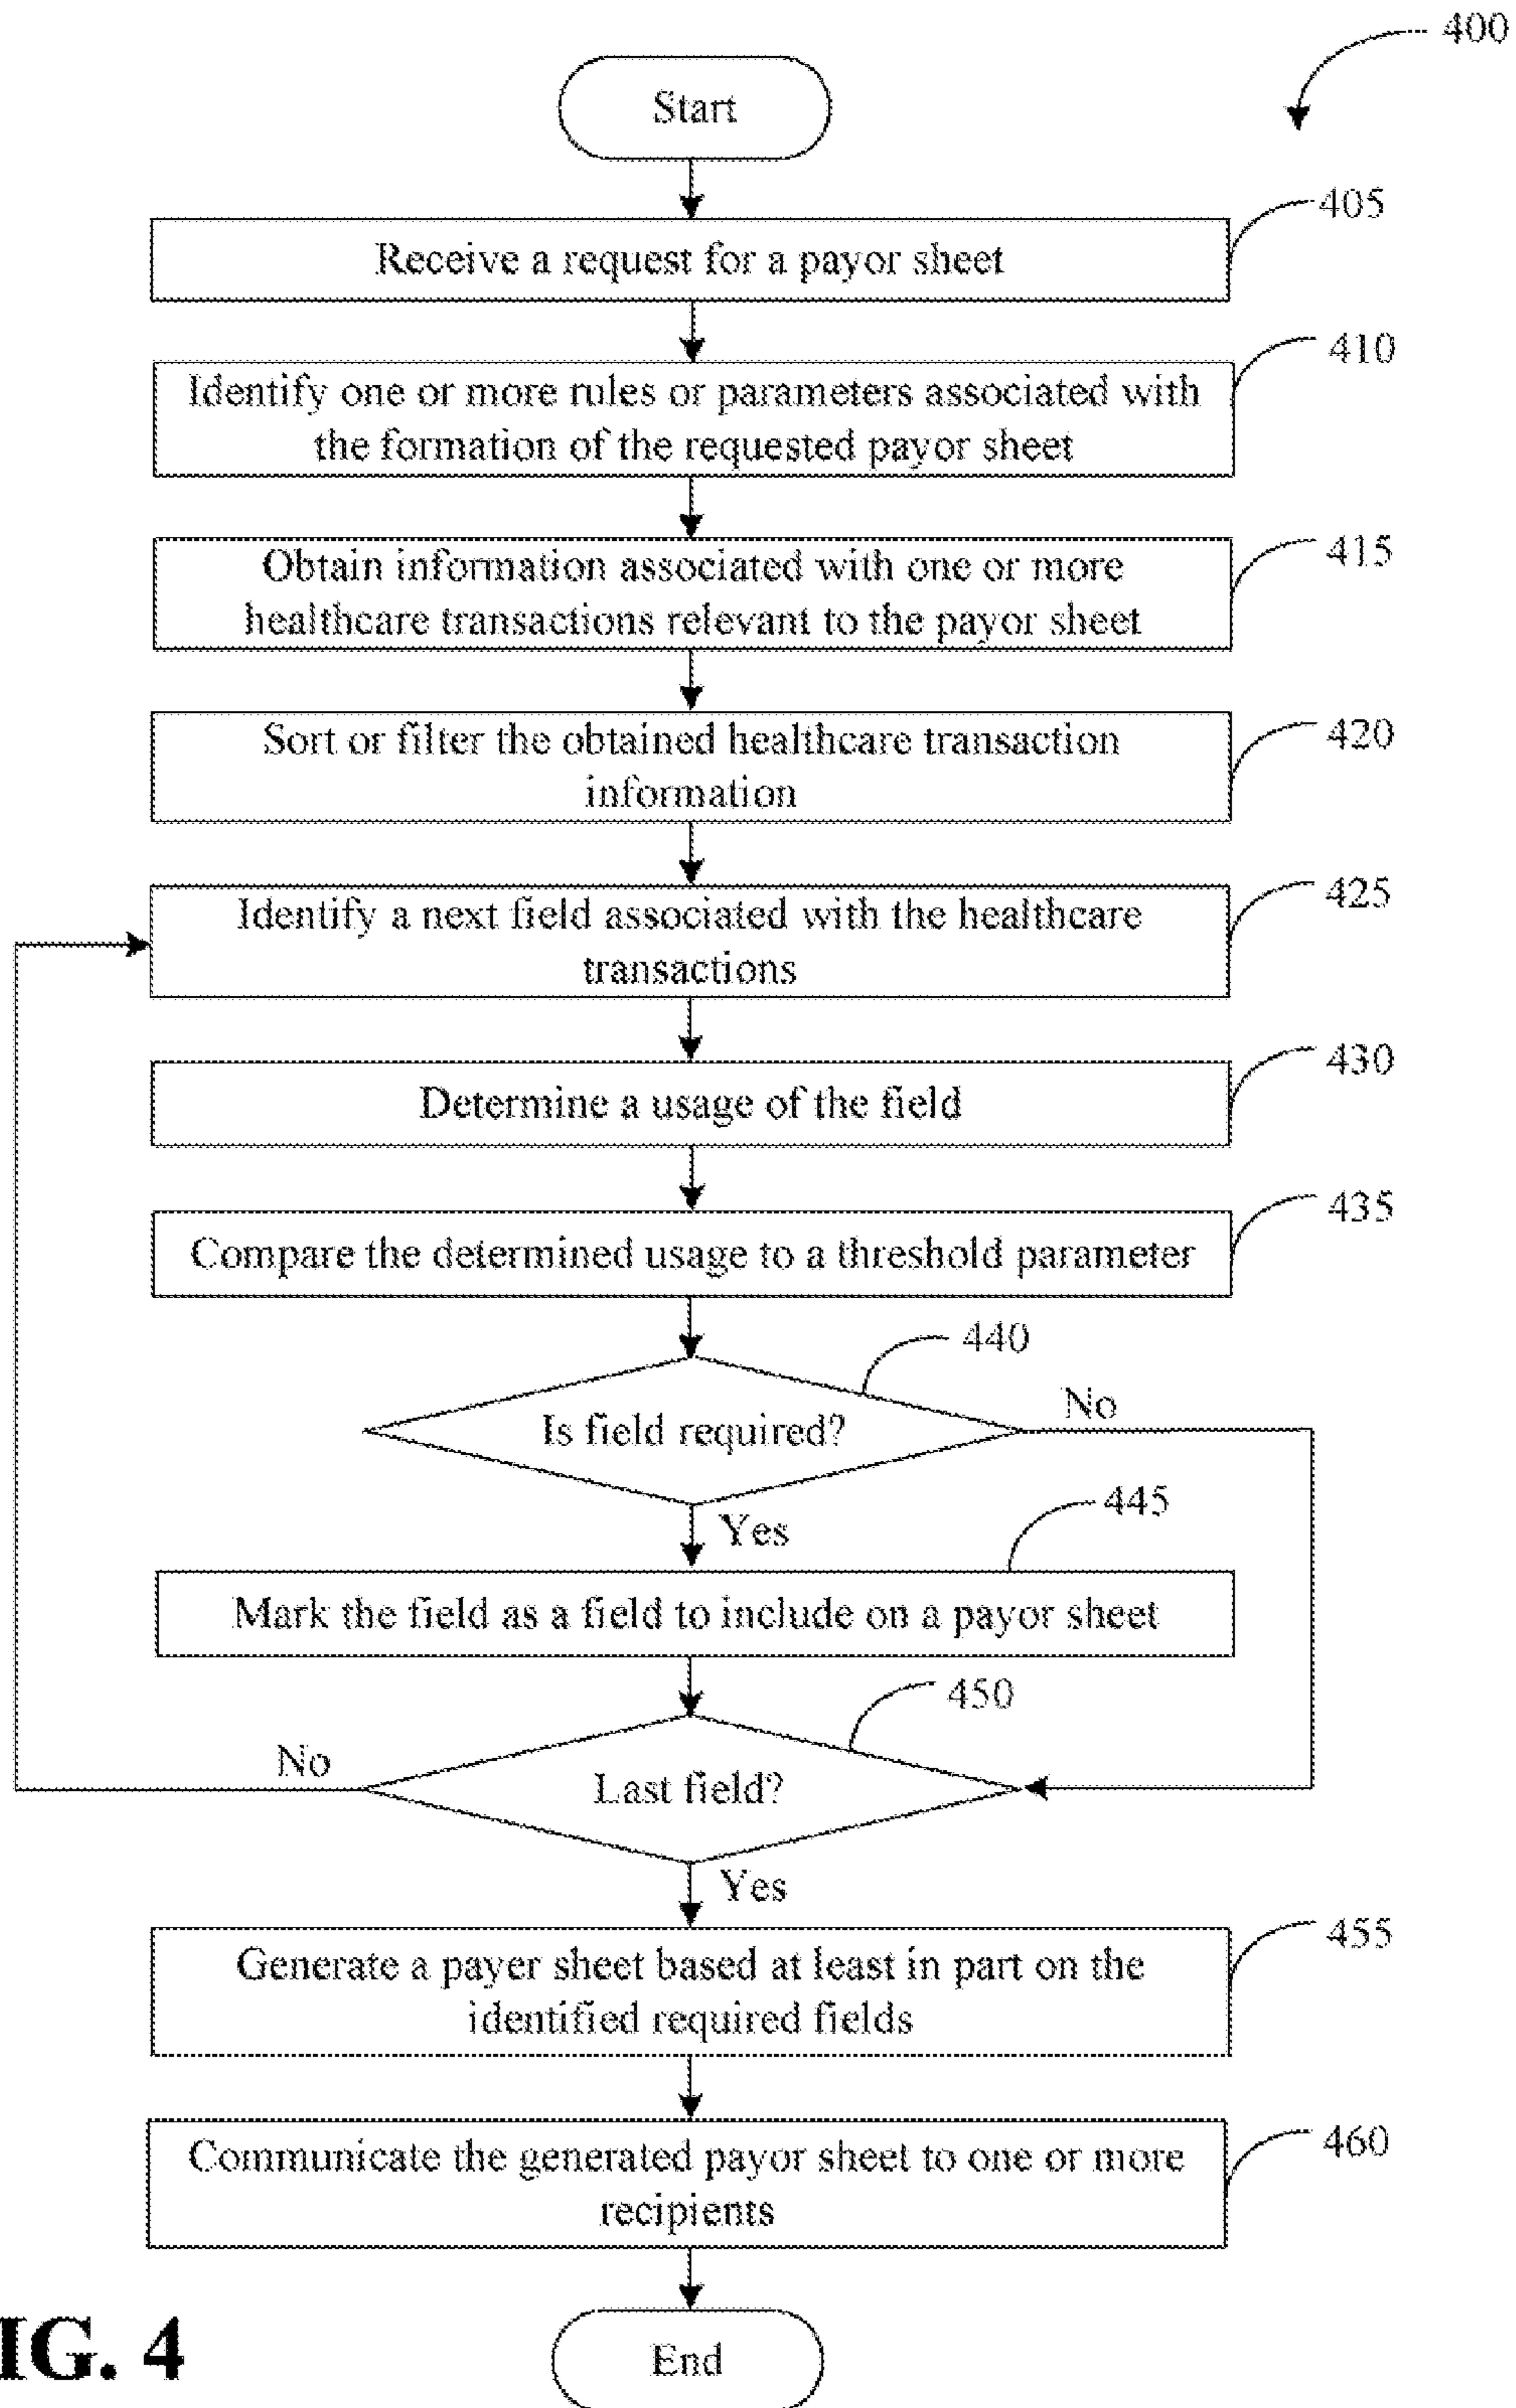 400
Start
405
Receive a request for a payor sheet
410
Identify one or more rules or parameters associated with
the formation of the requested payor sheet
415
Obtain information associated with one or more
healthcare transactions relevant to the payor sheet
420
Sort or filter the obtained healthcare transaction
information
425
Identify a next field associated with the healthcare
transactions
430
Determine a usage of the field
435
Compare the determined usage to a threshold parameter
440
Is field required?
No
Yes
445
Mark the field as a field to include on a payor sheet
450
Last field?
No
Yes
455
Generate a payer sheet based at least in part on the
identified required fields
460
Communicate the generated payor sheet to one or more
recipients
End
IG. 4